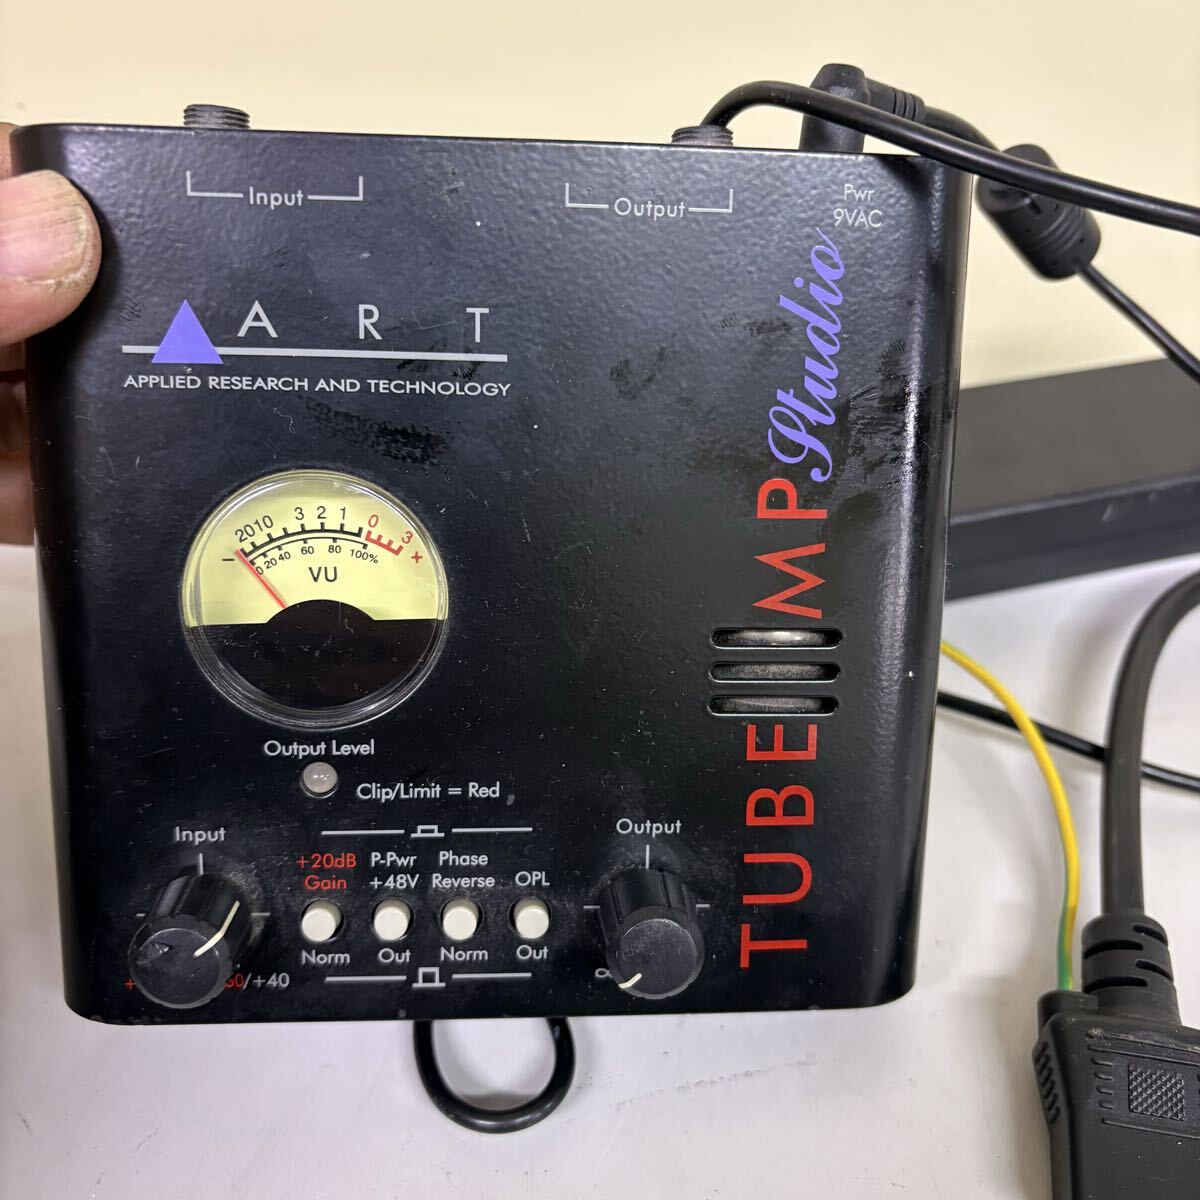 Input
Output
Pwr
9VAC
A R T
APPLIED RESEARCH AND TECHNOLOGY
TUBE MP Studio
- 20 10 3 2 1 0 3 +
0 20 40 60 80 100%
VU
Output Level
Clip/Limit = Red
Input
+20dB
Gain
P-Pwr
+48V
Phase
Reverse
OPL
Output
Norm
Out
Norm
Out
/+40
∞